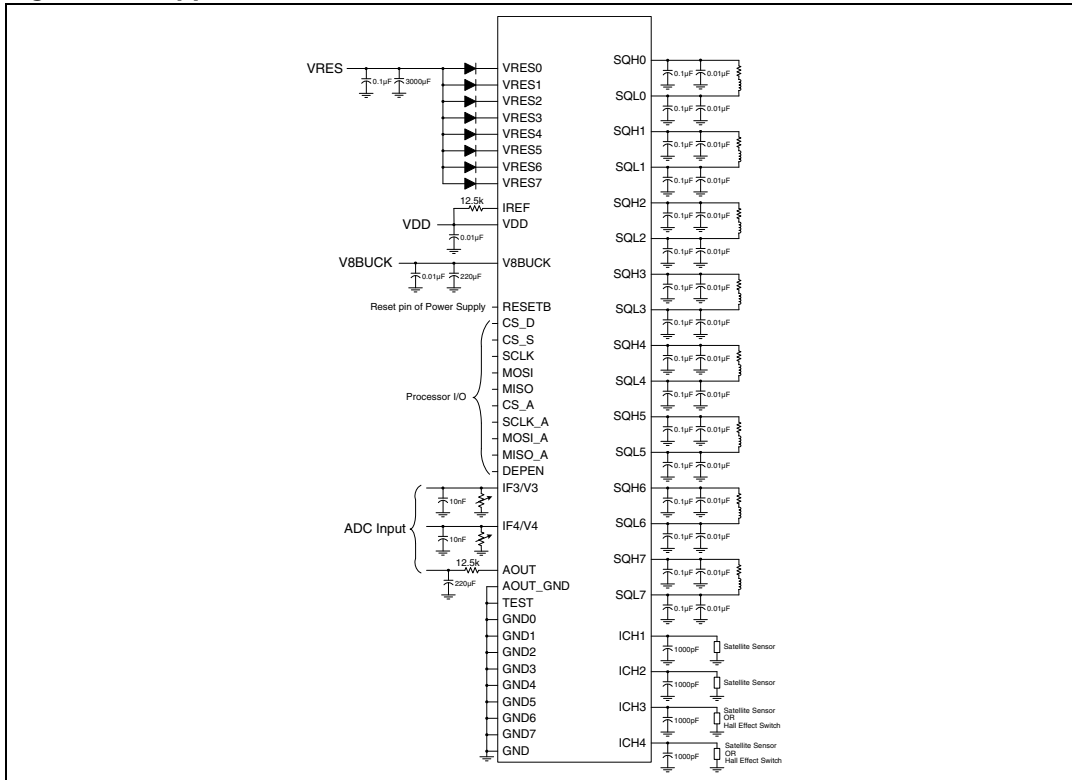 VRES
0.1µF
3000µF
VRES0
VRES1
VRES2
VRES3
VRES4
VRES5
VRES6
VRES7
12.5k
IREF
VDD
VDD
0.01µF
V8BUCK
V8BUCK
0.01µF
220µF
Reset pin of Power Supply
RESETB
CS_D
CS_S
SCLK
MOSI
MISO
Processor I/O
CS_A
SCLK_A
MOSI_A
MISO_A
DEPEN
IF3/V3
10nF
ADC Input
IF4/V4
10nF
12.5k
AOUT
220µF
AOUT_GND
TEST
GND0
GND1
GND2
GND3
GND4
GND5
GND6
GND7
GND
SQH0
0.1µF
0.01µF
SQL0
0.1µF
0.01µF
SQH1
0.1µF
0.01µF
SQL1
0.1µF
0.01µF
SQH2
0.1µF
0.01µF
SQL2
0.1µF
0.01µF
SQH3
0.1µF
0.01µF
SQL3
0.1µF
0.01µF
SQH4
0.1µF
0.01µF
SQL4
0.1µF
0.01µF
SQH5
0.1µF
0.01µF
SQL5
0.1µF
0.01µF
SQH6
0.1µF
0.01µF
SQL6
0.1µF
0.01µF
SQH7
0.1µF
0.01µF
SQL7
0.1µF
0.01µF
ICH1
1000pF
Satellite Sensor
ICH2
1000pF
Satellite Sensor
ICH3
1000pF
Satellite Sensor
OR
Hall Effect Switch
ICH4
1000pF
Satellite Sensor
OR
Hall Effect Switch